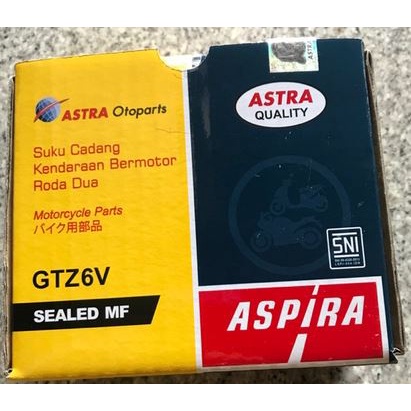 ASTRA Otoparts
Suku Cadang
Kendaraan Bermotor
Roda Dua
Motorcycle Parts
バイク用部品
GTZ6V
SEALED MF
ASTRA
QUALITY
SNI
ASPIRA